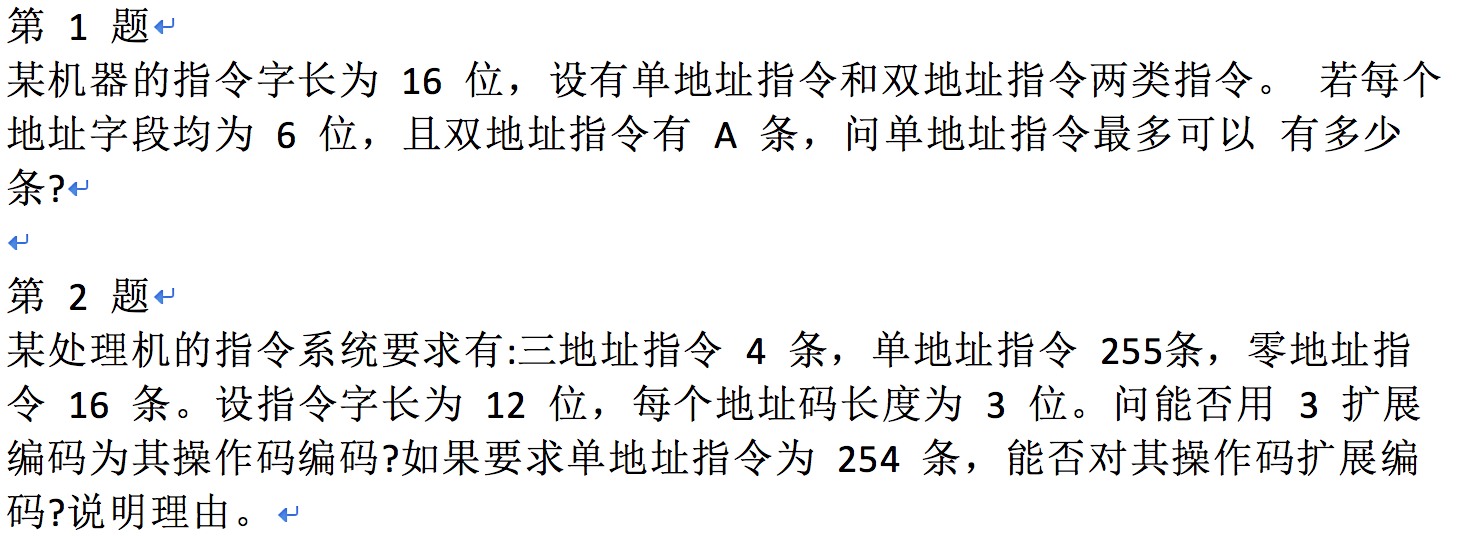 第 1 题
某机器的指令字长为 16 位，设有单地址指令和双地址指令两类指令。 若每个
地址字段均为 6 位，且双地址指令有 A 条，问单地址指令最多可以 有多少
条?
第 2 题
某处理机的指令系统要求有:三地址指令 4 条，单地址指令 255条，零地址指
令 16 条。设指令字长为 12 位，每个地址码长度为 3 位。问能否用 3 扩展
编码为其操作码编码?如果要求单地址指令为 254 条，能否对其操作码扩展编
码?说明理由。